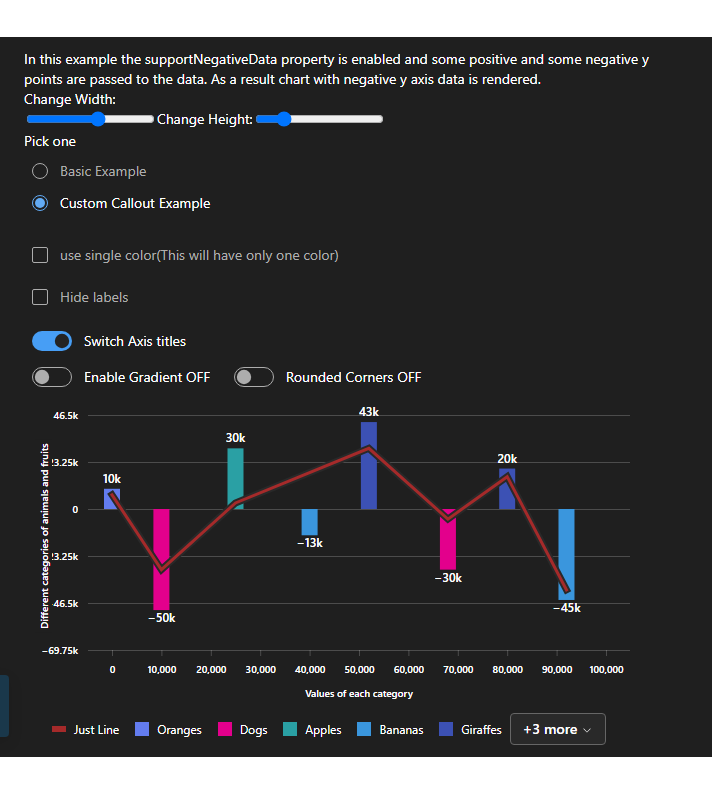 In this example the supportNegativeData property is enabled and some positive and some negative y
points are passed to the data. As a result chart with negative y axis data is rendered.
Change Width:
Change Height:
Pick one
Basic Example
Custom Callout Example
use single color(This will have only one color)
Hide labels
Switch Axis titles
Enable Gradient OFF
Rounded Corners OFF
46.5k
3.25k
0
3.25k
-46.5k
−69.75k
Different categories of animals and fruits
10k
−50k
30k
−13k
43k
−30k
20k
−45k
0 10,000 20,000 30,000 40,000 50,000 60,000 70,000 80,000 90,000 100,000
Values of each category
Just Line Oranges Dogs Apples Bananas Giraffes +3 more